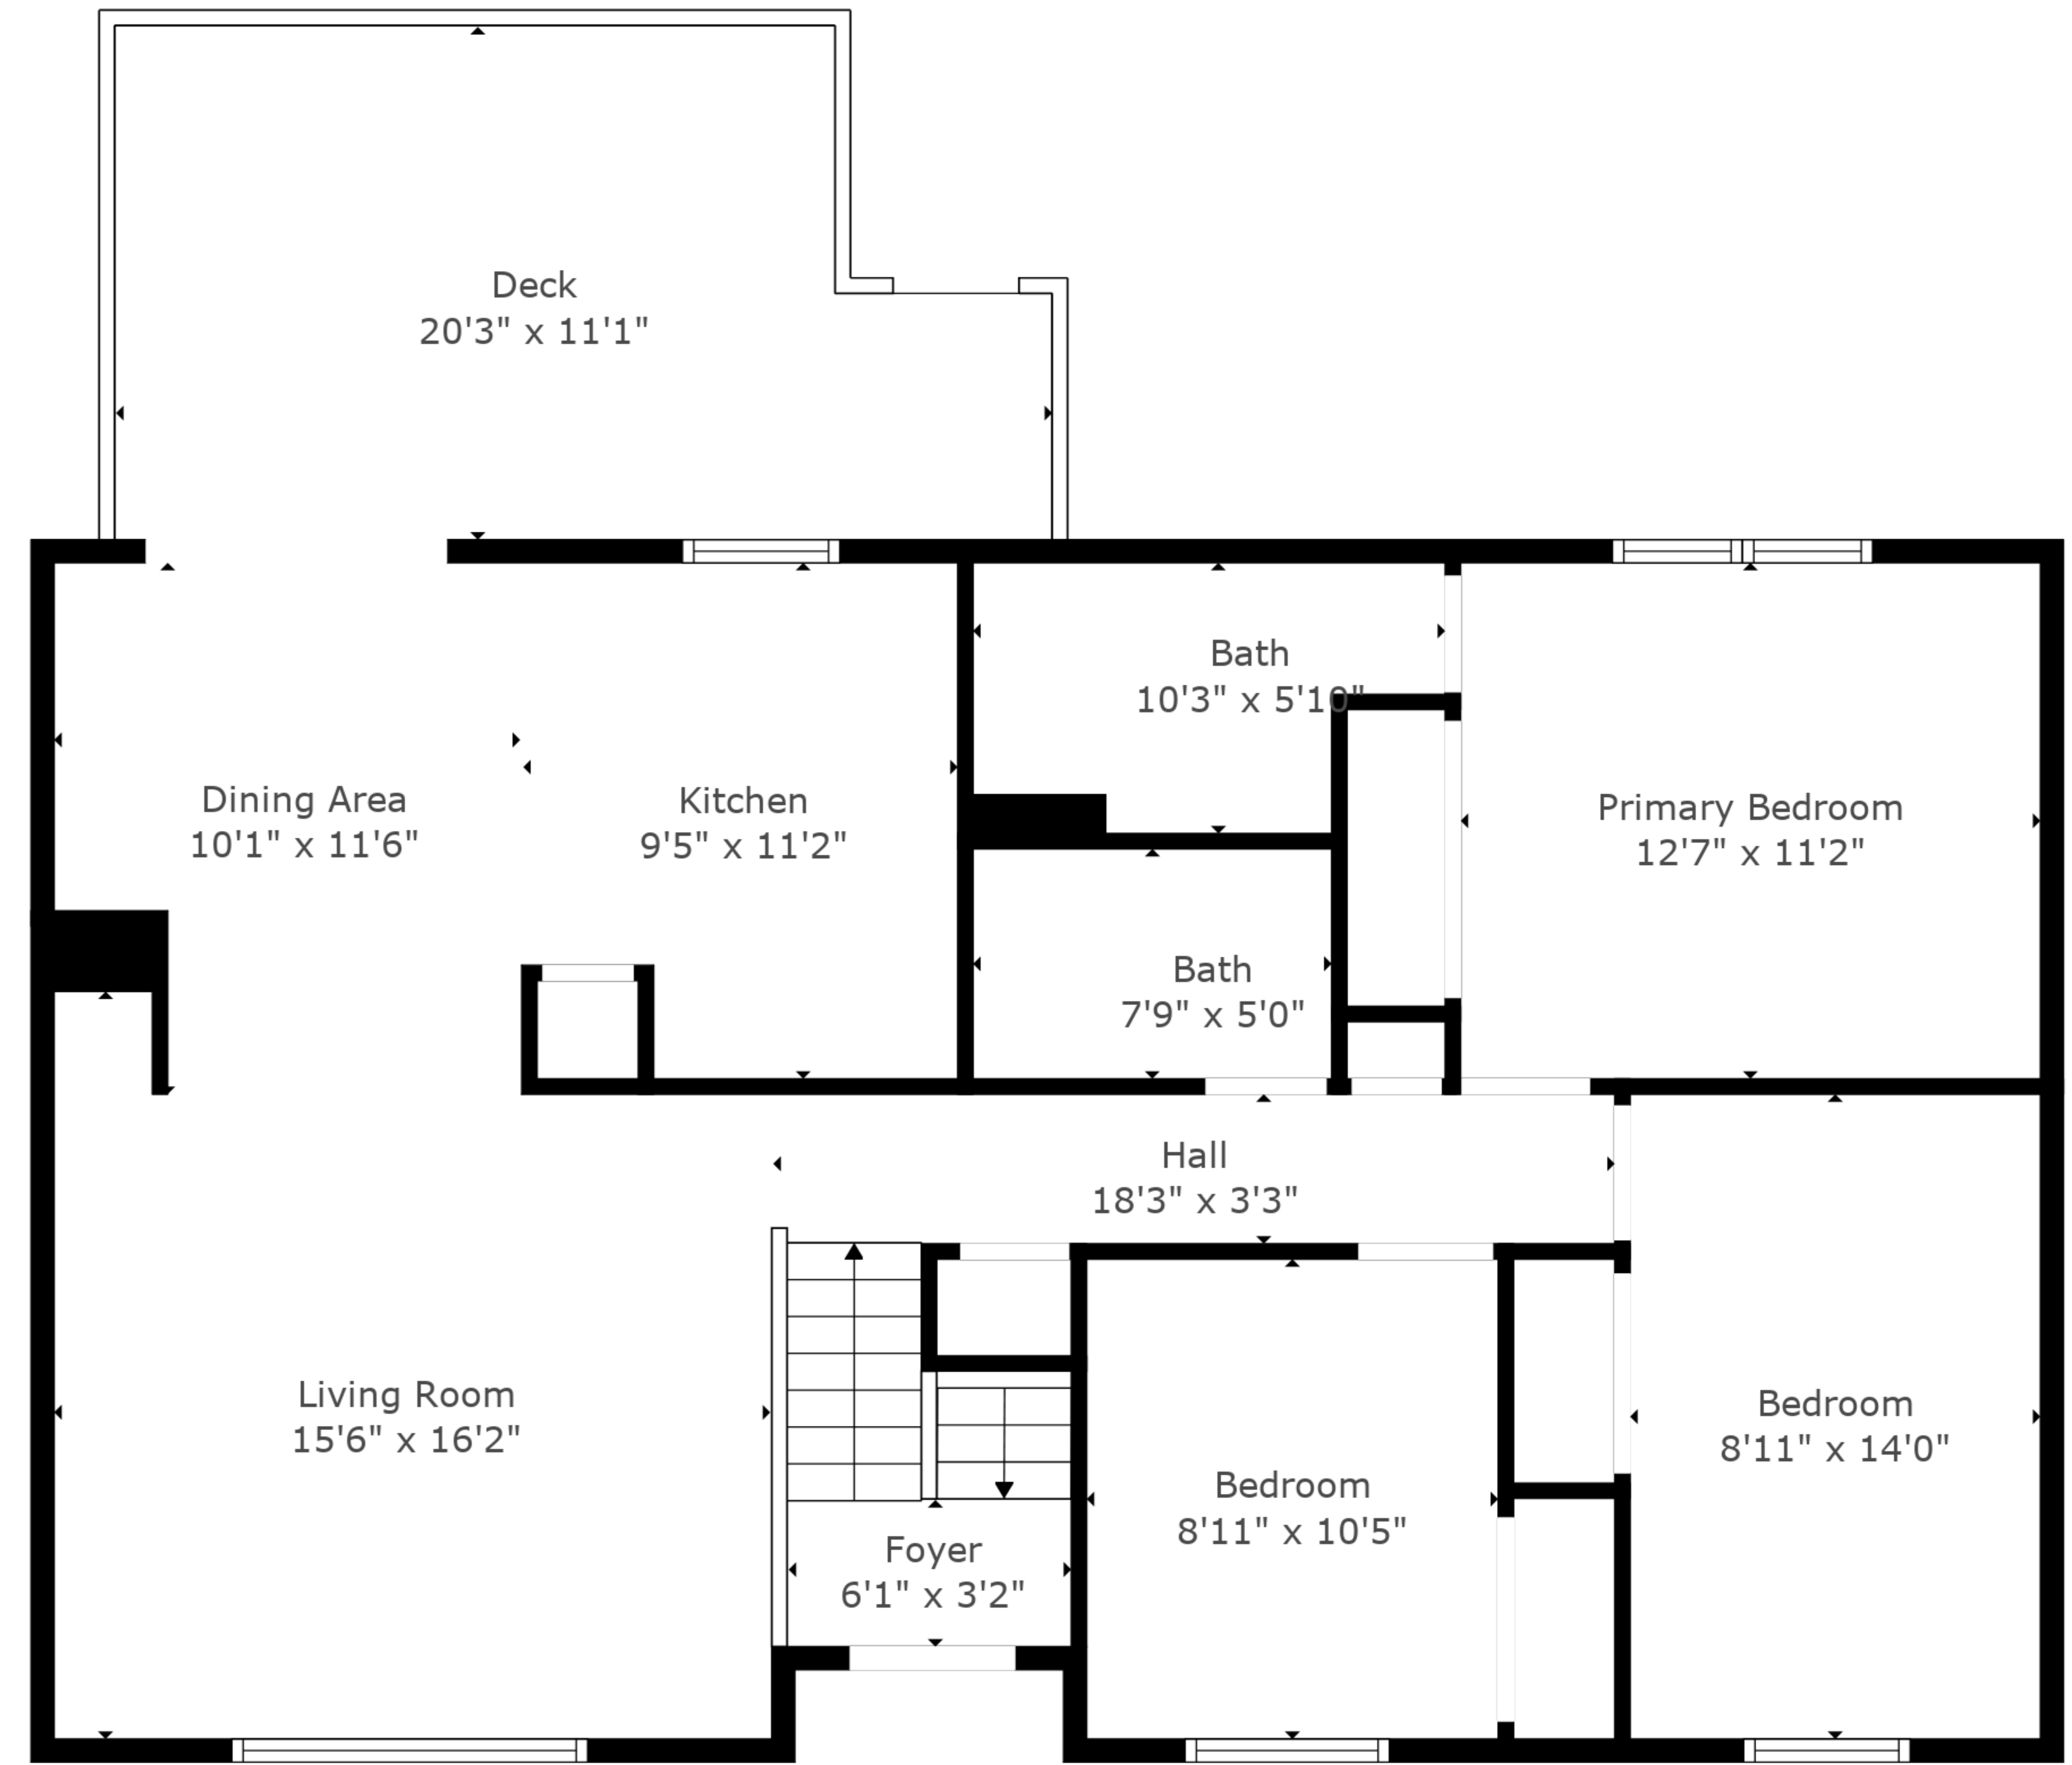 Deck
20'3" x 11'1"
Bath
10'3" x 5'10"
Dining Area
10'1" x 11'6"
Kitchen
9'5" x 11'2"
Primary Bedroom
12'7" x 11'2"
Bath
7'9" x 5'0"
Hall
18'3" x 3'3"
Living Room
15'6" x 16'2"
Bedroom
8'11" x 14'0"
Bedroom
8'11" x 10'5"
Foyer
6'1" x 3'2"